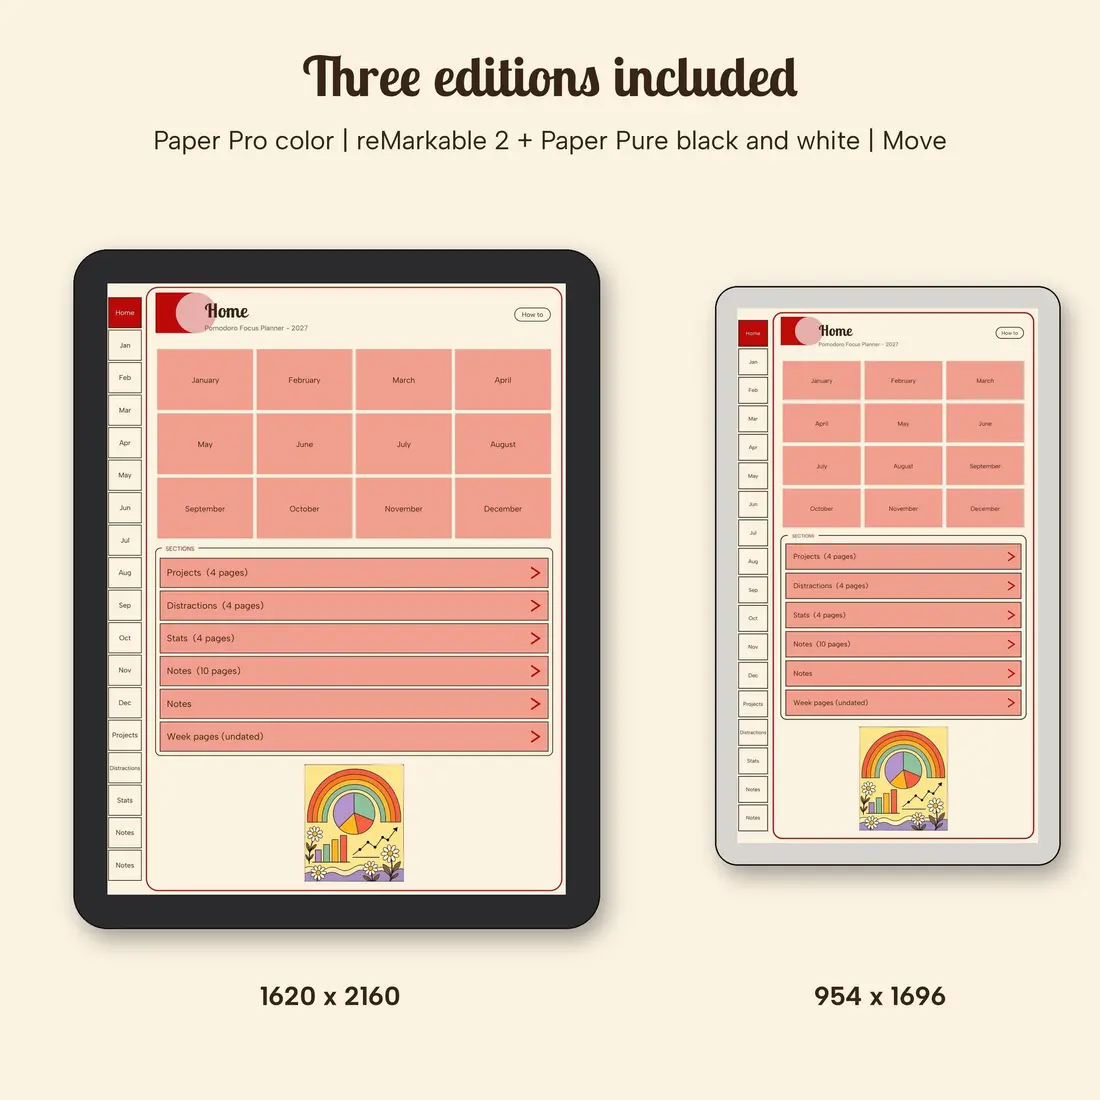 Three editions included
Paper Pro color | reMarkable 2 + Paper Pure black and white | Move
Home
Jan
Feb
Mar
Apr
May
Jun
Jul
Aug
Sep
Oct
Nov
Dec
Projects
Distractions
Stats
Notes
Notes
Home
Pomodoro Focus Planner - 2027
How to
January February March April
May June July August
September October November December
SECTIONS
Projects (4 pages)
Distractions (4 pages)
Stats (4 pages)
Notes (10 pages)
Notes
Week pages (undated)
1620 x 2160
Home
Jan
Feb
Mar
Apr
May
Jun
Jul
Aug
Sep
Oct
Nov
Dec
Projects
Distractions
Stats
Notes
Notes
Home
Pomodoro Focus Planner - 2027
How to
January February March
April May June
July August September
October November December
SECTIONS
Projects (4 pages)
Distractions (4 pages)
Stats (4 pages)
Notes (10 pages)
Notes
Week pages (undated)
954 x 1696